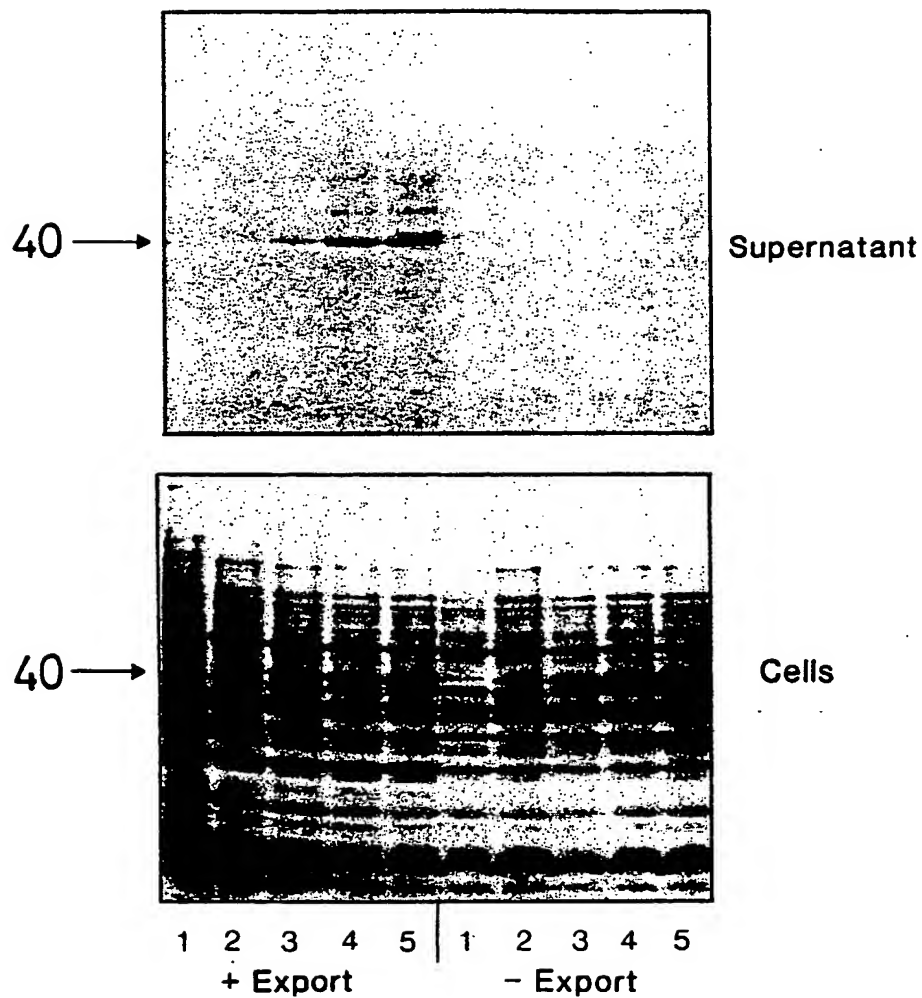 40
Supernatant
40
Cells
1 2 3 4 5 1 2 3 4 5
+ Export - Export